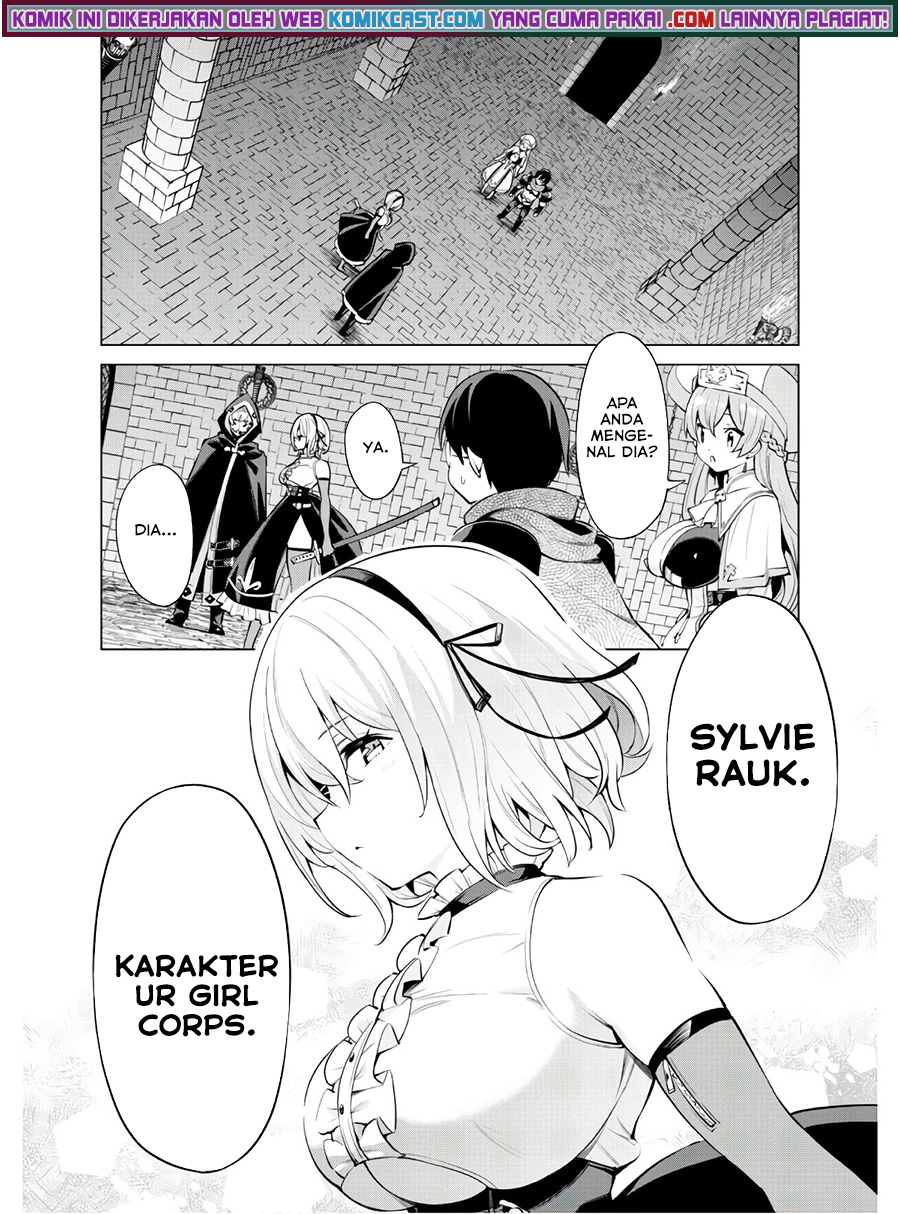 KOMIK INI DIKERJAKAN OLEH WEB KOMIKCAST.COM YANG CUMA PAKAI .COM LAINNYA PLAGIAT!
APA
ANDA
MENGE-
NAL DIA?
YA.
DIA...
SYLVIE
RAUK.
KARAKTER
UR GIRL
CORPS.